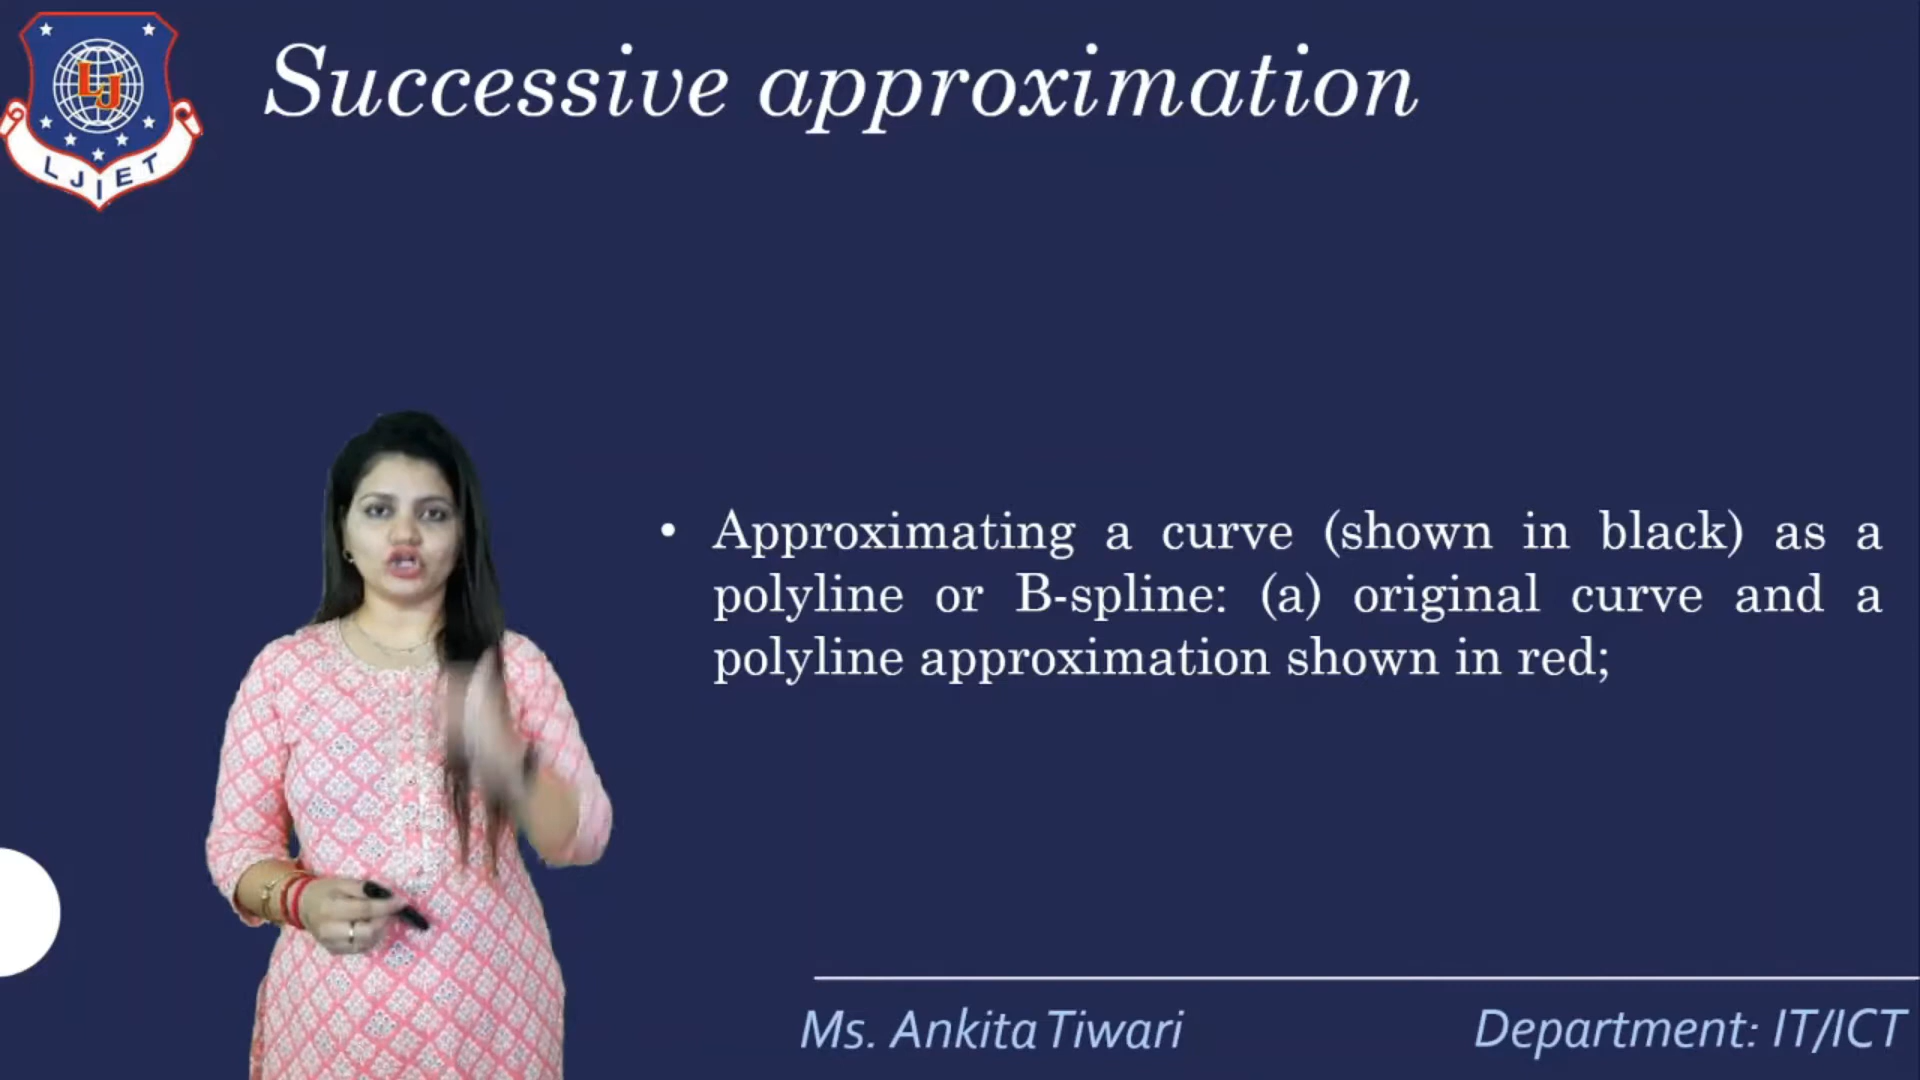 LJ
LJIET
Successive approximation
• Approximating a curve (shown in black) as a
polyline or B-spline: (a) original curve and a
polyline approximation shown in red;
Ms. Ankita Tiwari
Department: IT/ICT